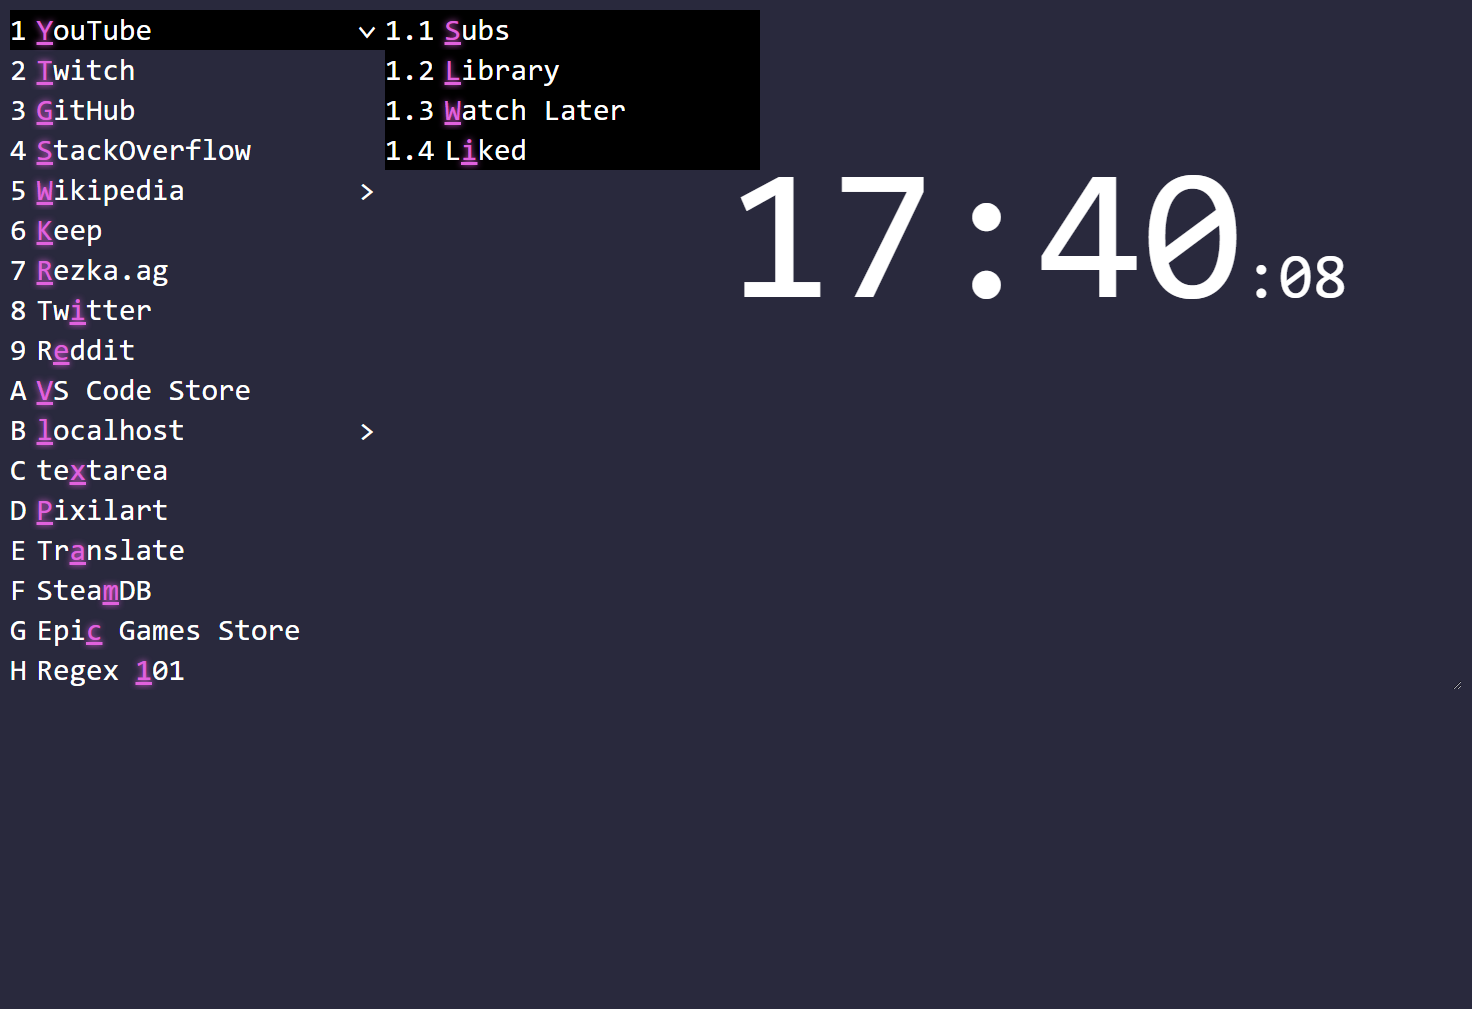 1 YouTube
2 Twitch
3 GitHub
4 StackOverflow
5 Wikipedia >
6 Keep
7 Rezka.ag
8 Twitter
9 Reddit
A VS Code Store
B localhost >
C textarea
D Pixilart
E Translate
F SteamDB
G Epic Games Store
H Regex 101
1.1 Subs
1.2 Library
1.3 Watch Later
1.4 Liked
17:40:08